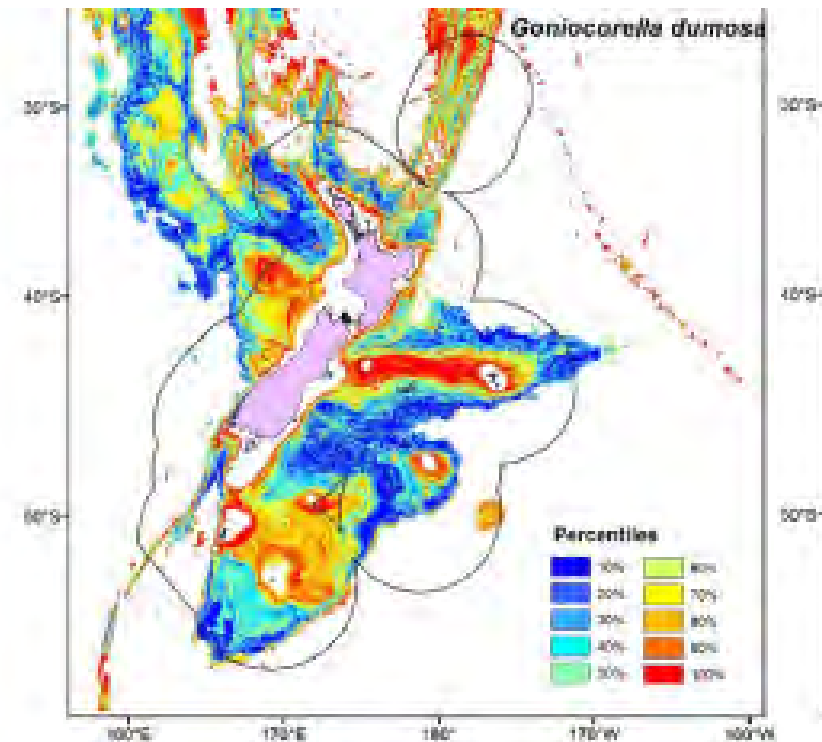 Goniocorella dumosa
30°S
30°S
40°S
40°S
50°S
50°S
Percentiles
10% 60%
20% 70%
30% 80%
40% 90%
50% 100%
160°E 170°E 180° 170°W 160°W